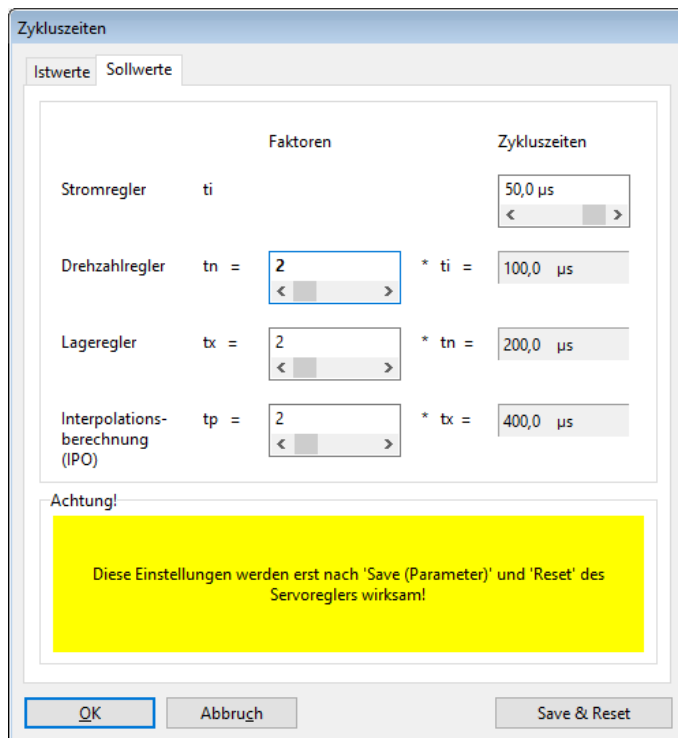 Zykluszeiten
Istwerte Sollwerte
Faktoren Zykluszeiten
Stromregler ti 50,0 µs
Drehzahlregler tn = 2 * ti = 100,0 µs
Lageregler tx = 2 * tn = 200,0 µs
Interpolations- tp = 2 * tx = 400,0 µs
berechnung
(IPO)
Achtung!
Diese Einstellungen werden erst nach 'Save (Parameter)' und 'Reset' des
Servoreglers wirksam!
OK Abbruch Save & Reset